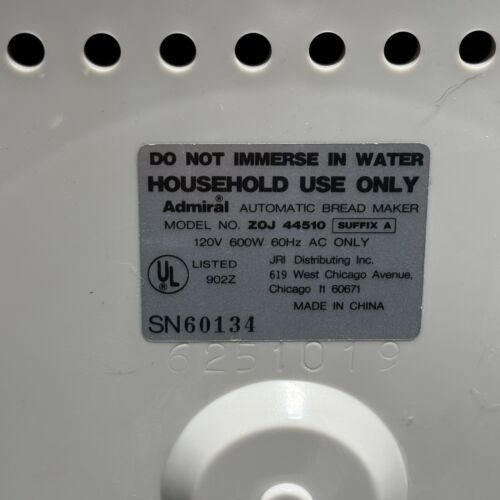 DO NOT IMMERSE IN WATER
HOUSEHOLD USE ONLY
Admiral® AUTOMATIC BREAD MAKER
MODEL NO. ZOJ 44510 SUFFIX A
120V 600W 60Hz AC ONLY
UL LISTED 902Z
JRI Distributing Inc.
619 West Chicago Avenue,
Chicago Il 60671
MADE IN CHINA
SN60134
6251019